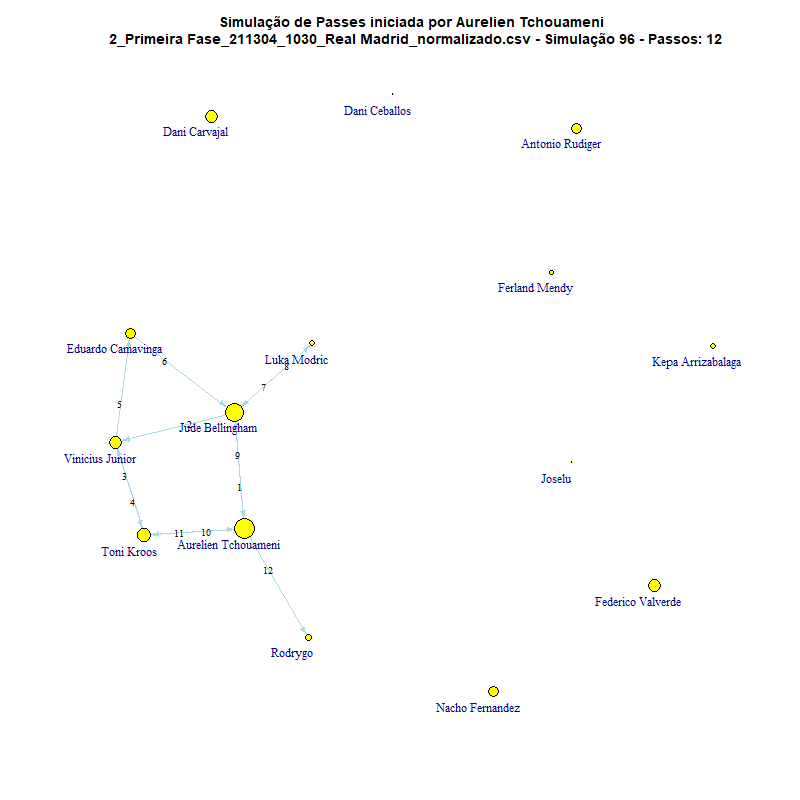 Simulação de Passes iniciada por Aurelien Tchouameni
2_Primeira Fase_211304_1030_Real Madrid_normalizado.csv - Simulação 96 - Passos: 12
Dani Ceballos
Dani Carvajal
Antonio Rudiger
Ferland Mendy
Eduardo Camavinga
6
Luka Modric
8
Kepa Arrizabalaga
7
5
2
Jude Bellingham
9
Vinicius Junior
3
Joselu
1
4
11
10
Aurelien Tchouameni
Toni Kroos
12
Federico Valverde
Rodrygo
Nacho Fernandez